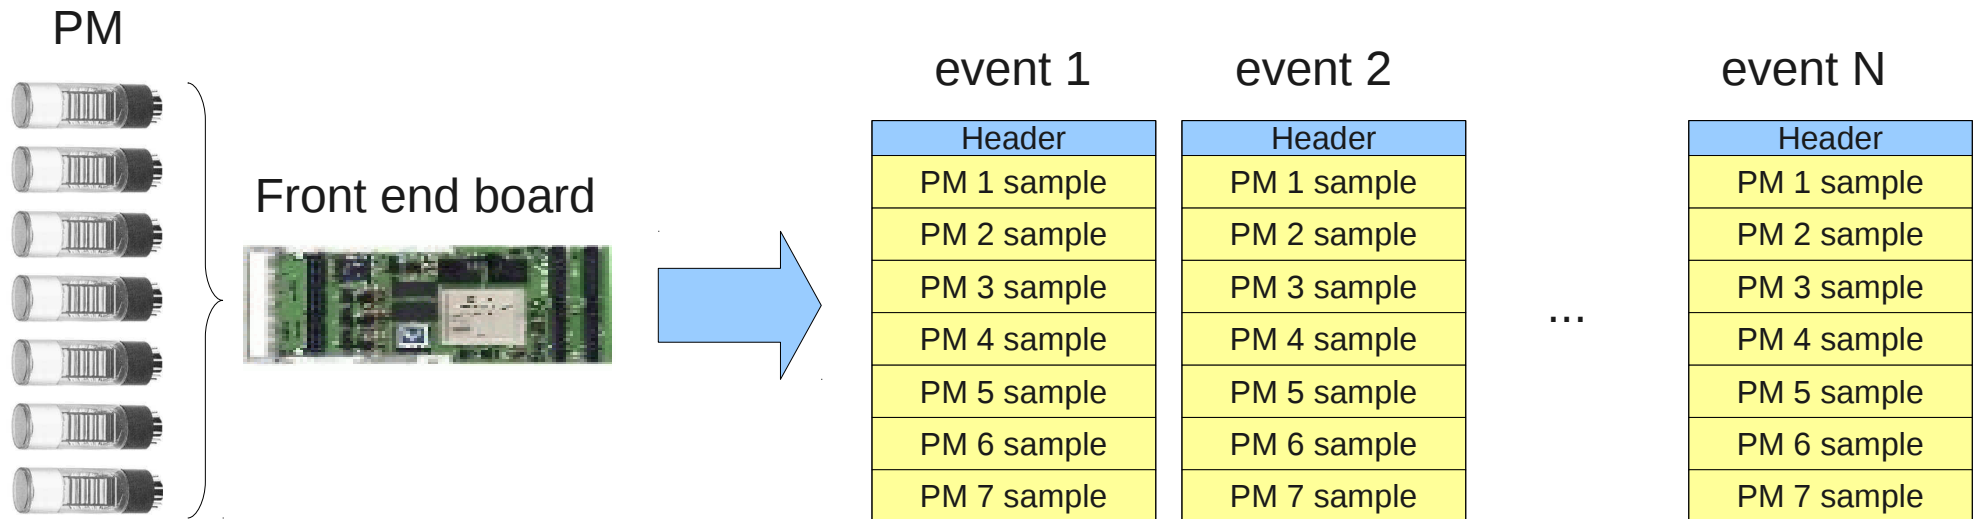 PM
Front end board
event 1
Header
PM 1 sample
PM 2 sample
PM 3 sample
PM 4 sample
PM 5 sample
PM 6 sample
PM 7 sample
event 2
Header
PM 1 sample
PM 2 sample
PM 3 sample
PM 4 sample
PM 5 sample
PM 6 sample
PM 7 sample
...
event N
Header
PM 1 sample
PM 2 sample
PM 3 sample
PM 4 sample
PM 5 sample
PM 6 sample
PM 7 sample